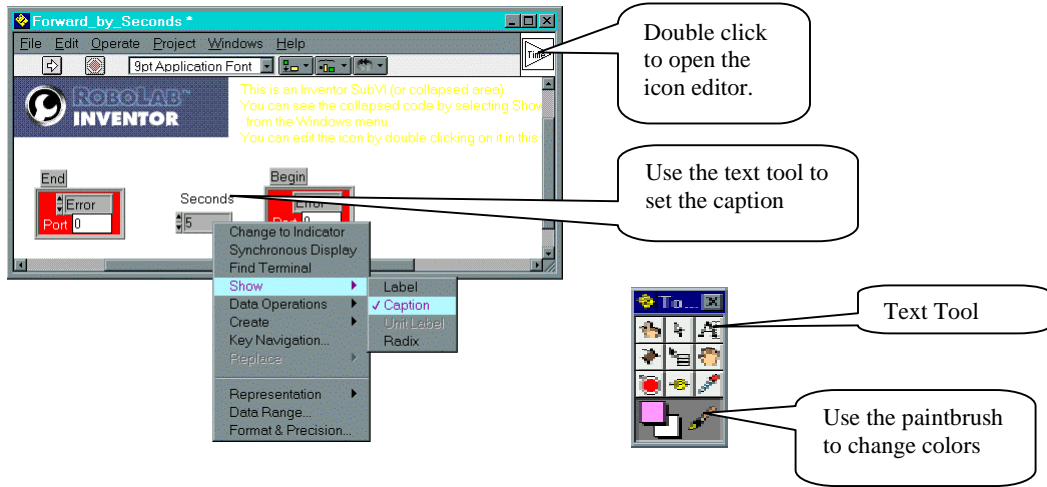 Forward_by_Seconds *
File Edit Operate Project Windows Help
9pt Application Font
Time
ROBOLAB™
INVENTOR
This is an Inventor SubVI (or collapsed area)
You can see the collapsed code by selecting Show
from the Windows menu
You can edit the icon by double clicking on it in this
Double click
to open the
icon editor.
End
Error
Port 0
Seconds
5
Begin
Error
0
Use the text tool to
set the caption
Change to Indicator
Synchronous Display
Find Terminal
Show
Data Operations
Create
Key Navigation...
Replace
Representation
Data Range...
Format & Precision...
Label
Caption
Unit Label
Radix
To...
Text Tool
Use the paintbrush
to change colors